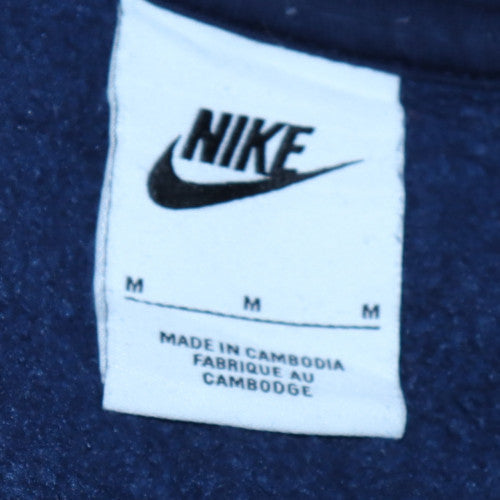 NIKE
M M M
MADE IN CAMBODIA
FABRIQUE AU
CAMBODGE